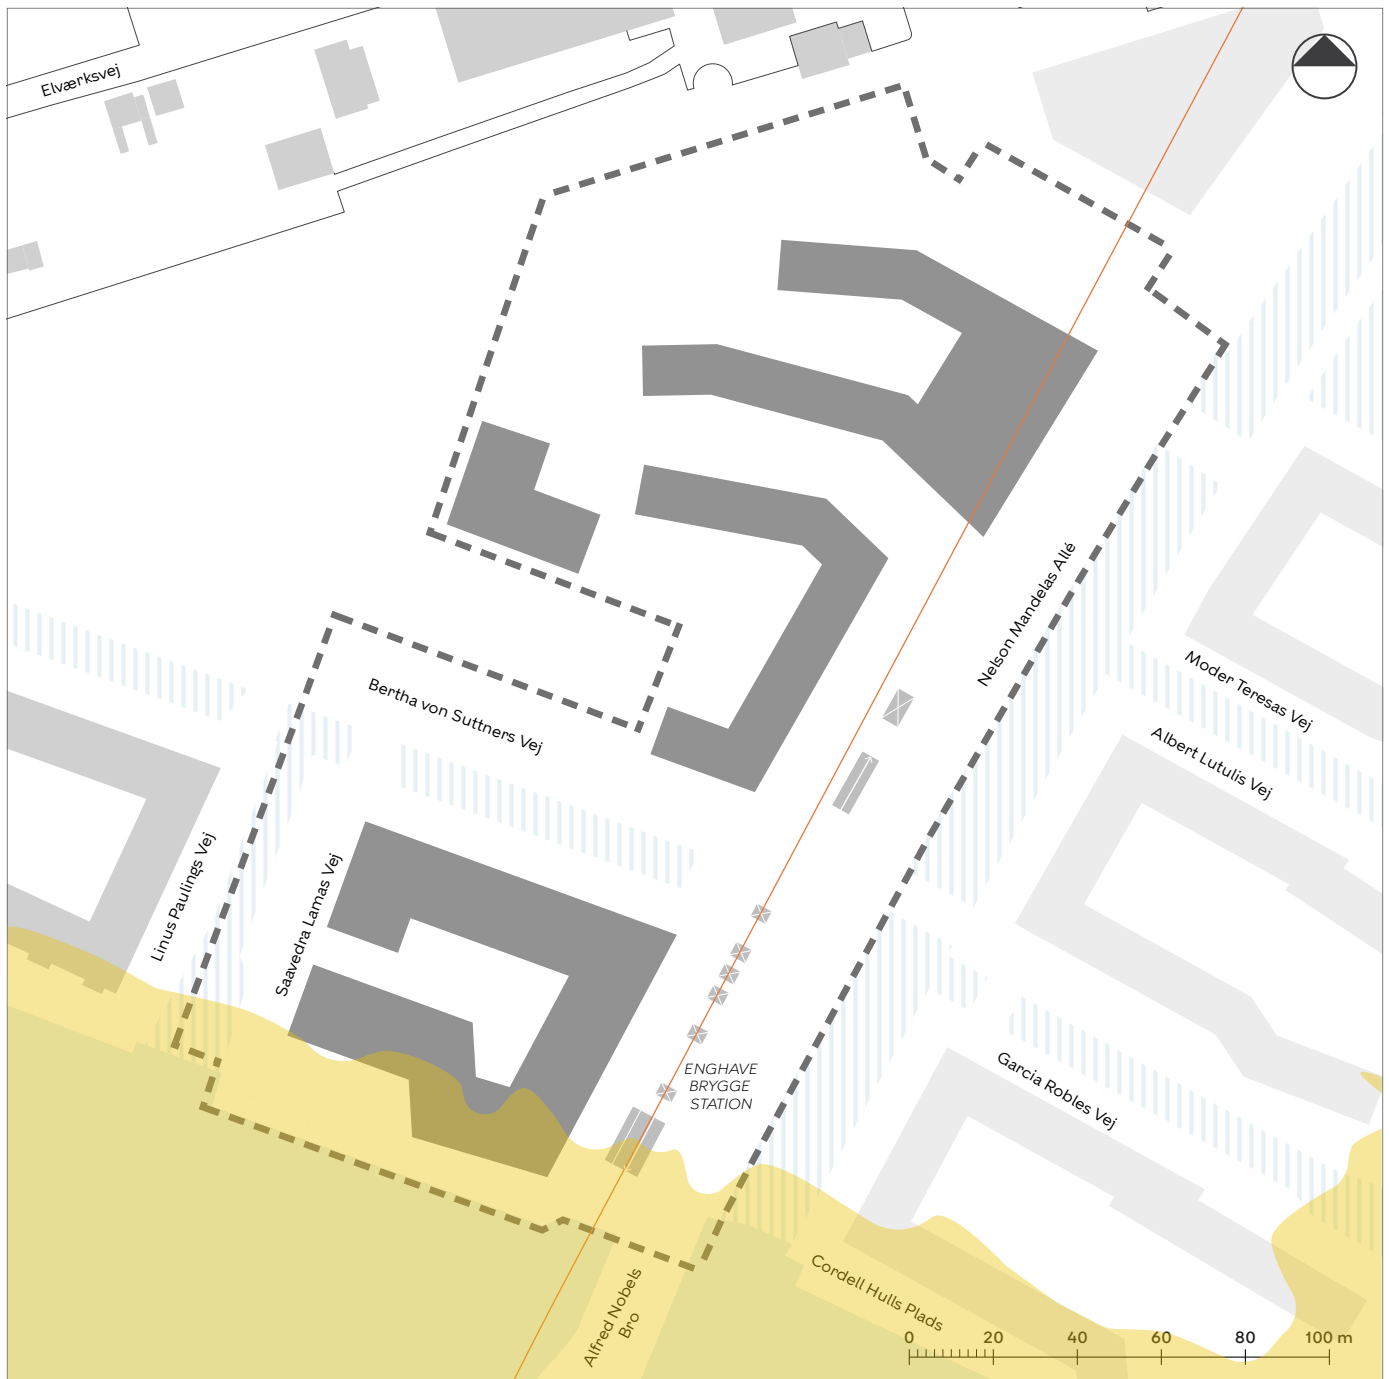 Elværksvej
Nelson Mandelas Allé
Moder Teresas Vej
Bertha von Suttners Vej
Albert Lutulis Vej
Linus Paulings Vej
Saavedra Lamas Vej
ENGHAVE
BRYGGE
STATION
Garcia Robles Vej
Cordell Hulls Plads
Alfred Nobels
Bro
0 20 40 60 80 100 m